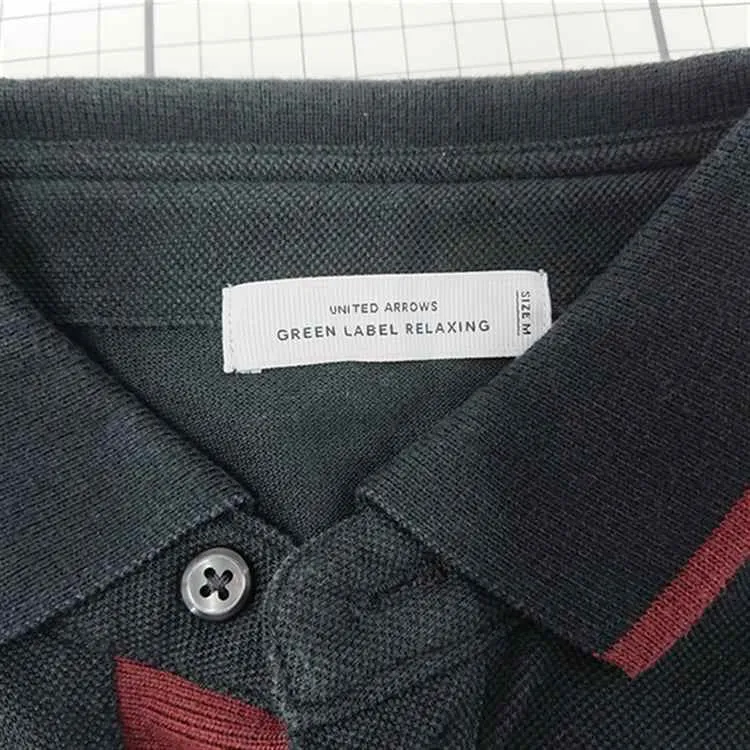 UNITED ARROWS
GREEN LABEL RELAXING
SIZE M